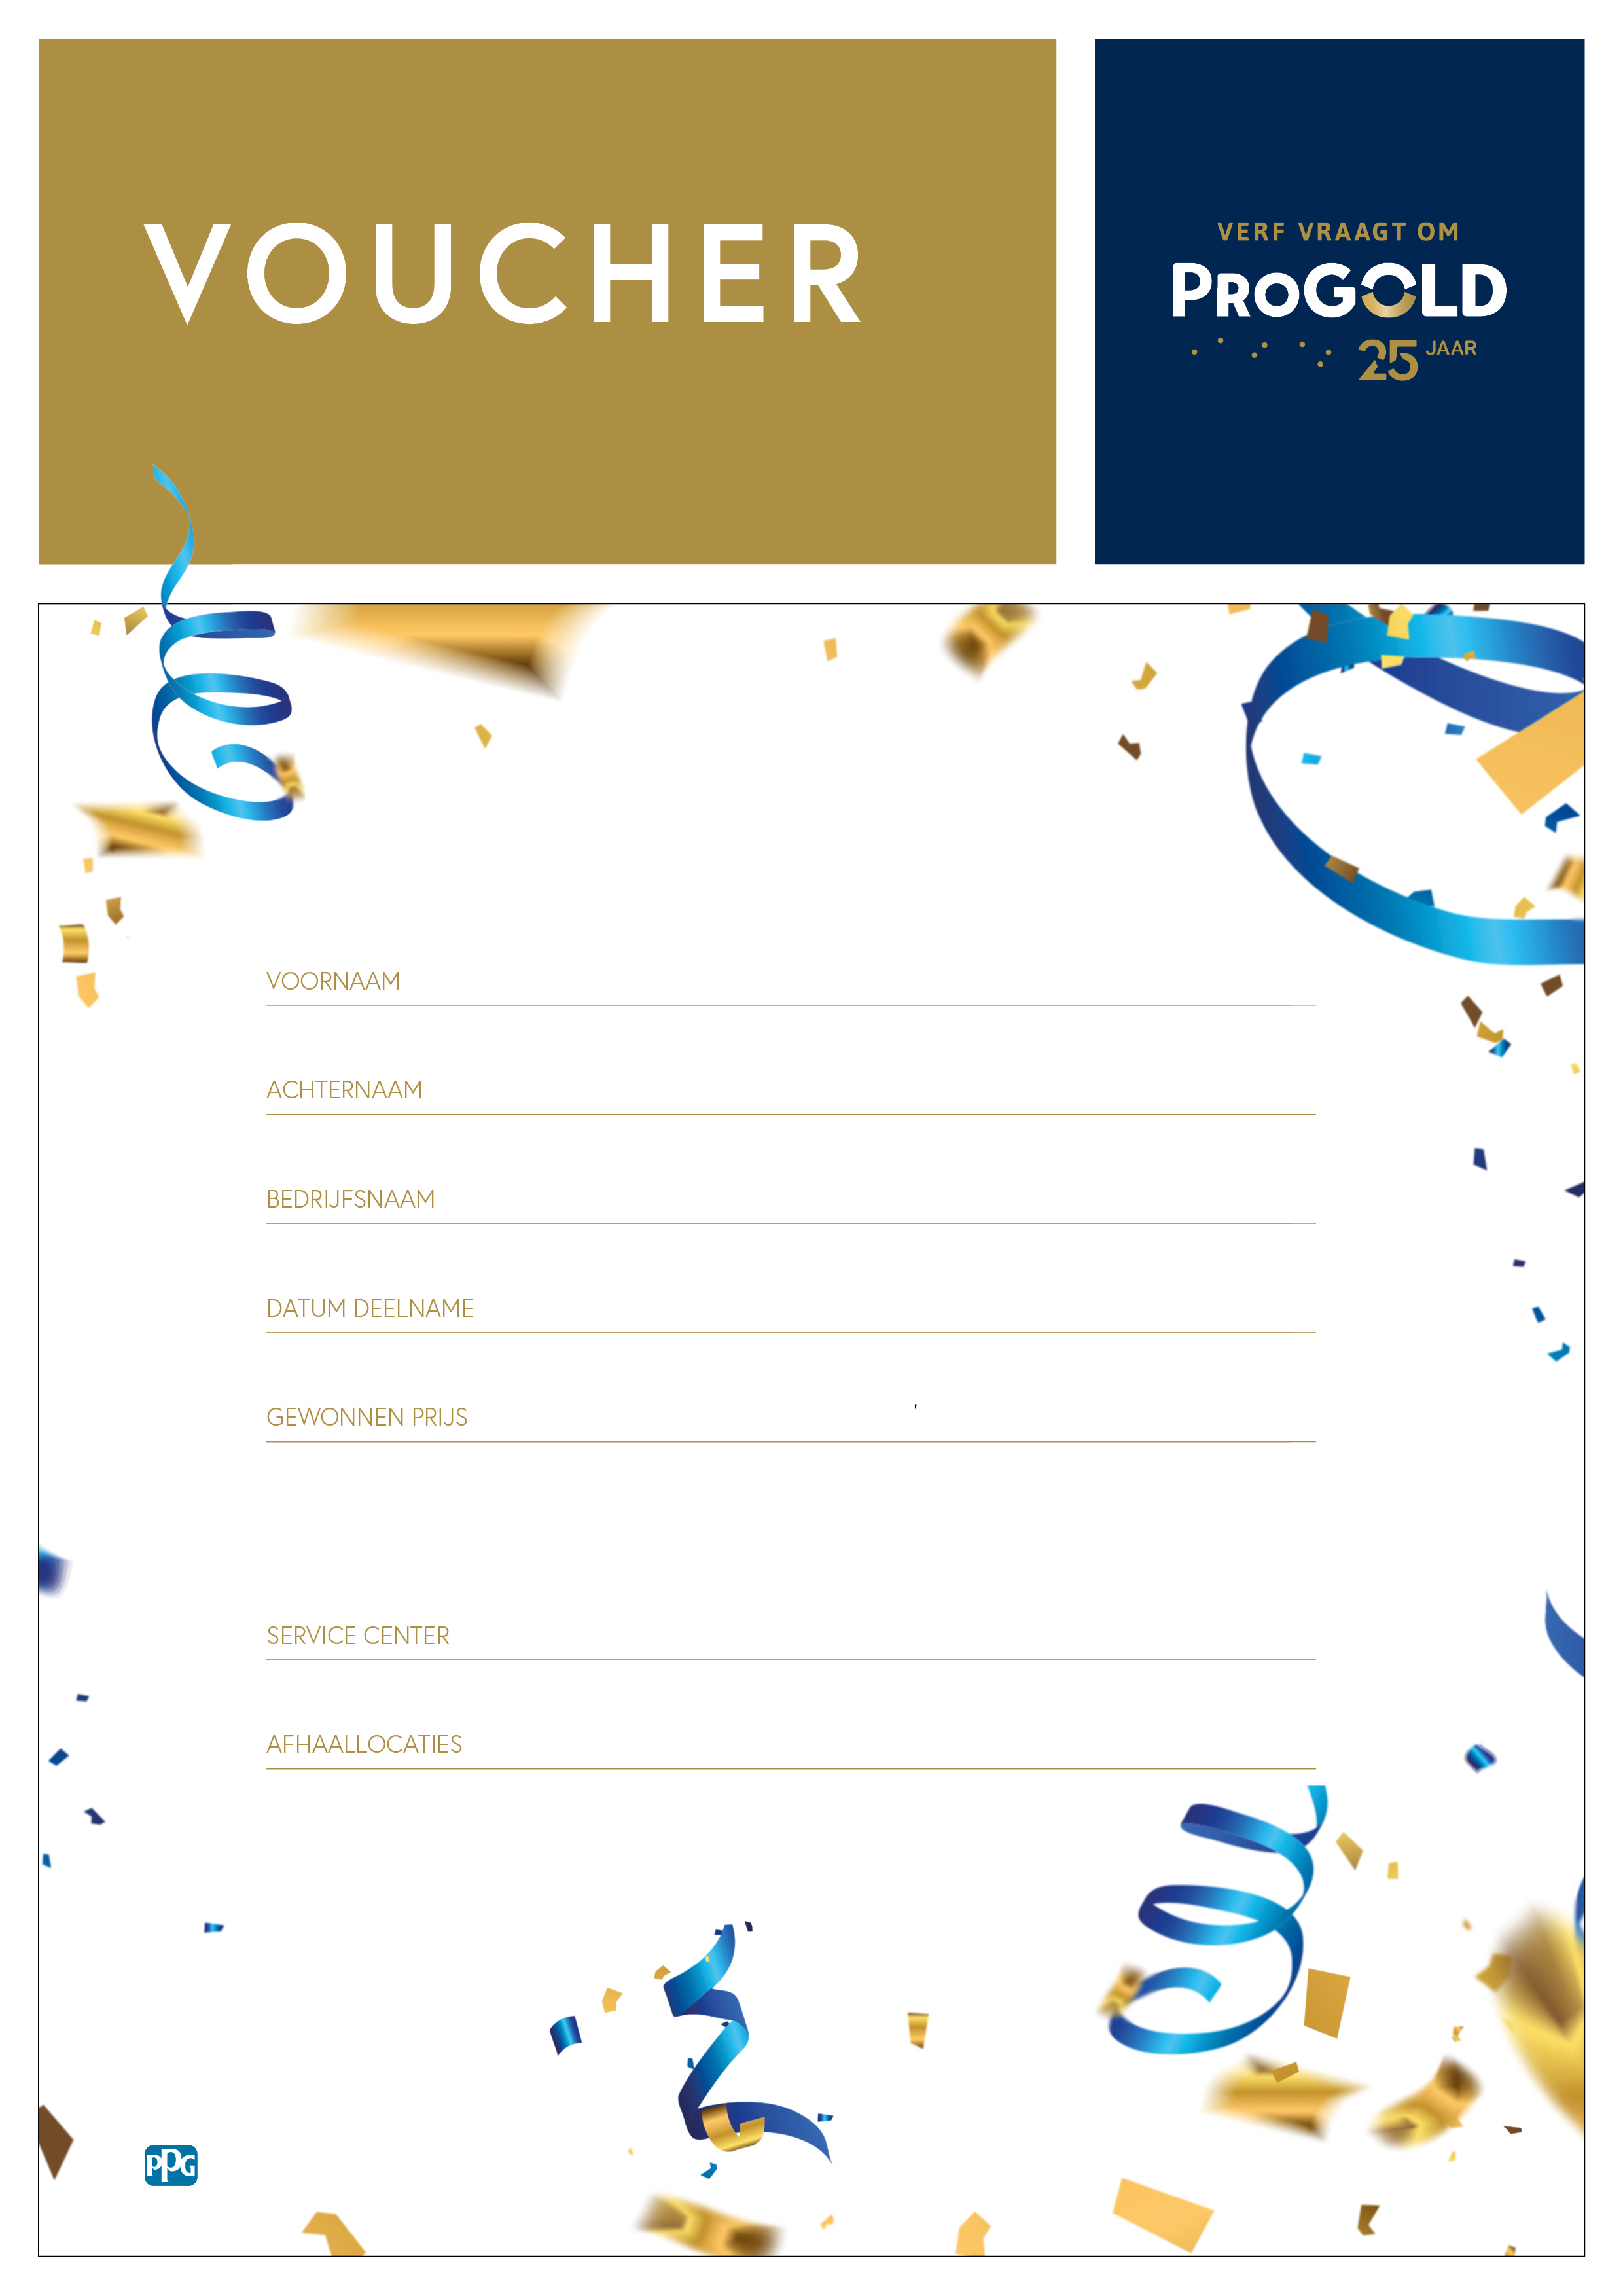 VOUCHER
VERF VRAAGT OM
PROGOLD
25 JAAR
VOORNAAM
ACHTERNAAM
BEDRIJFSNAAM
DATUM DEELNAME
GEWONNEN PRIJS
SERVICE CENTER
AFHAALLOCATIES
PPG